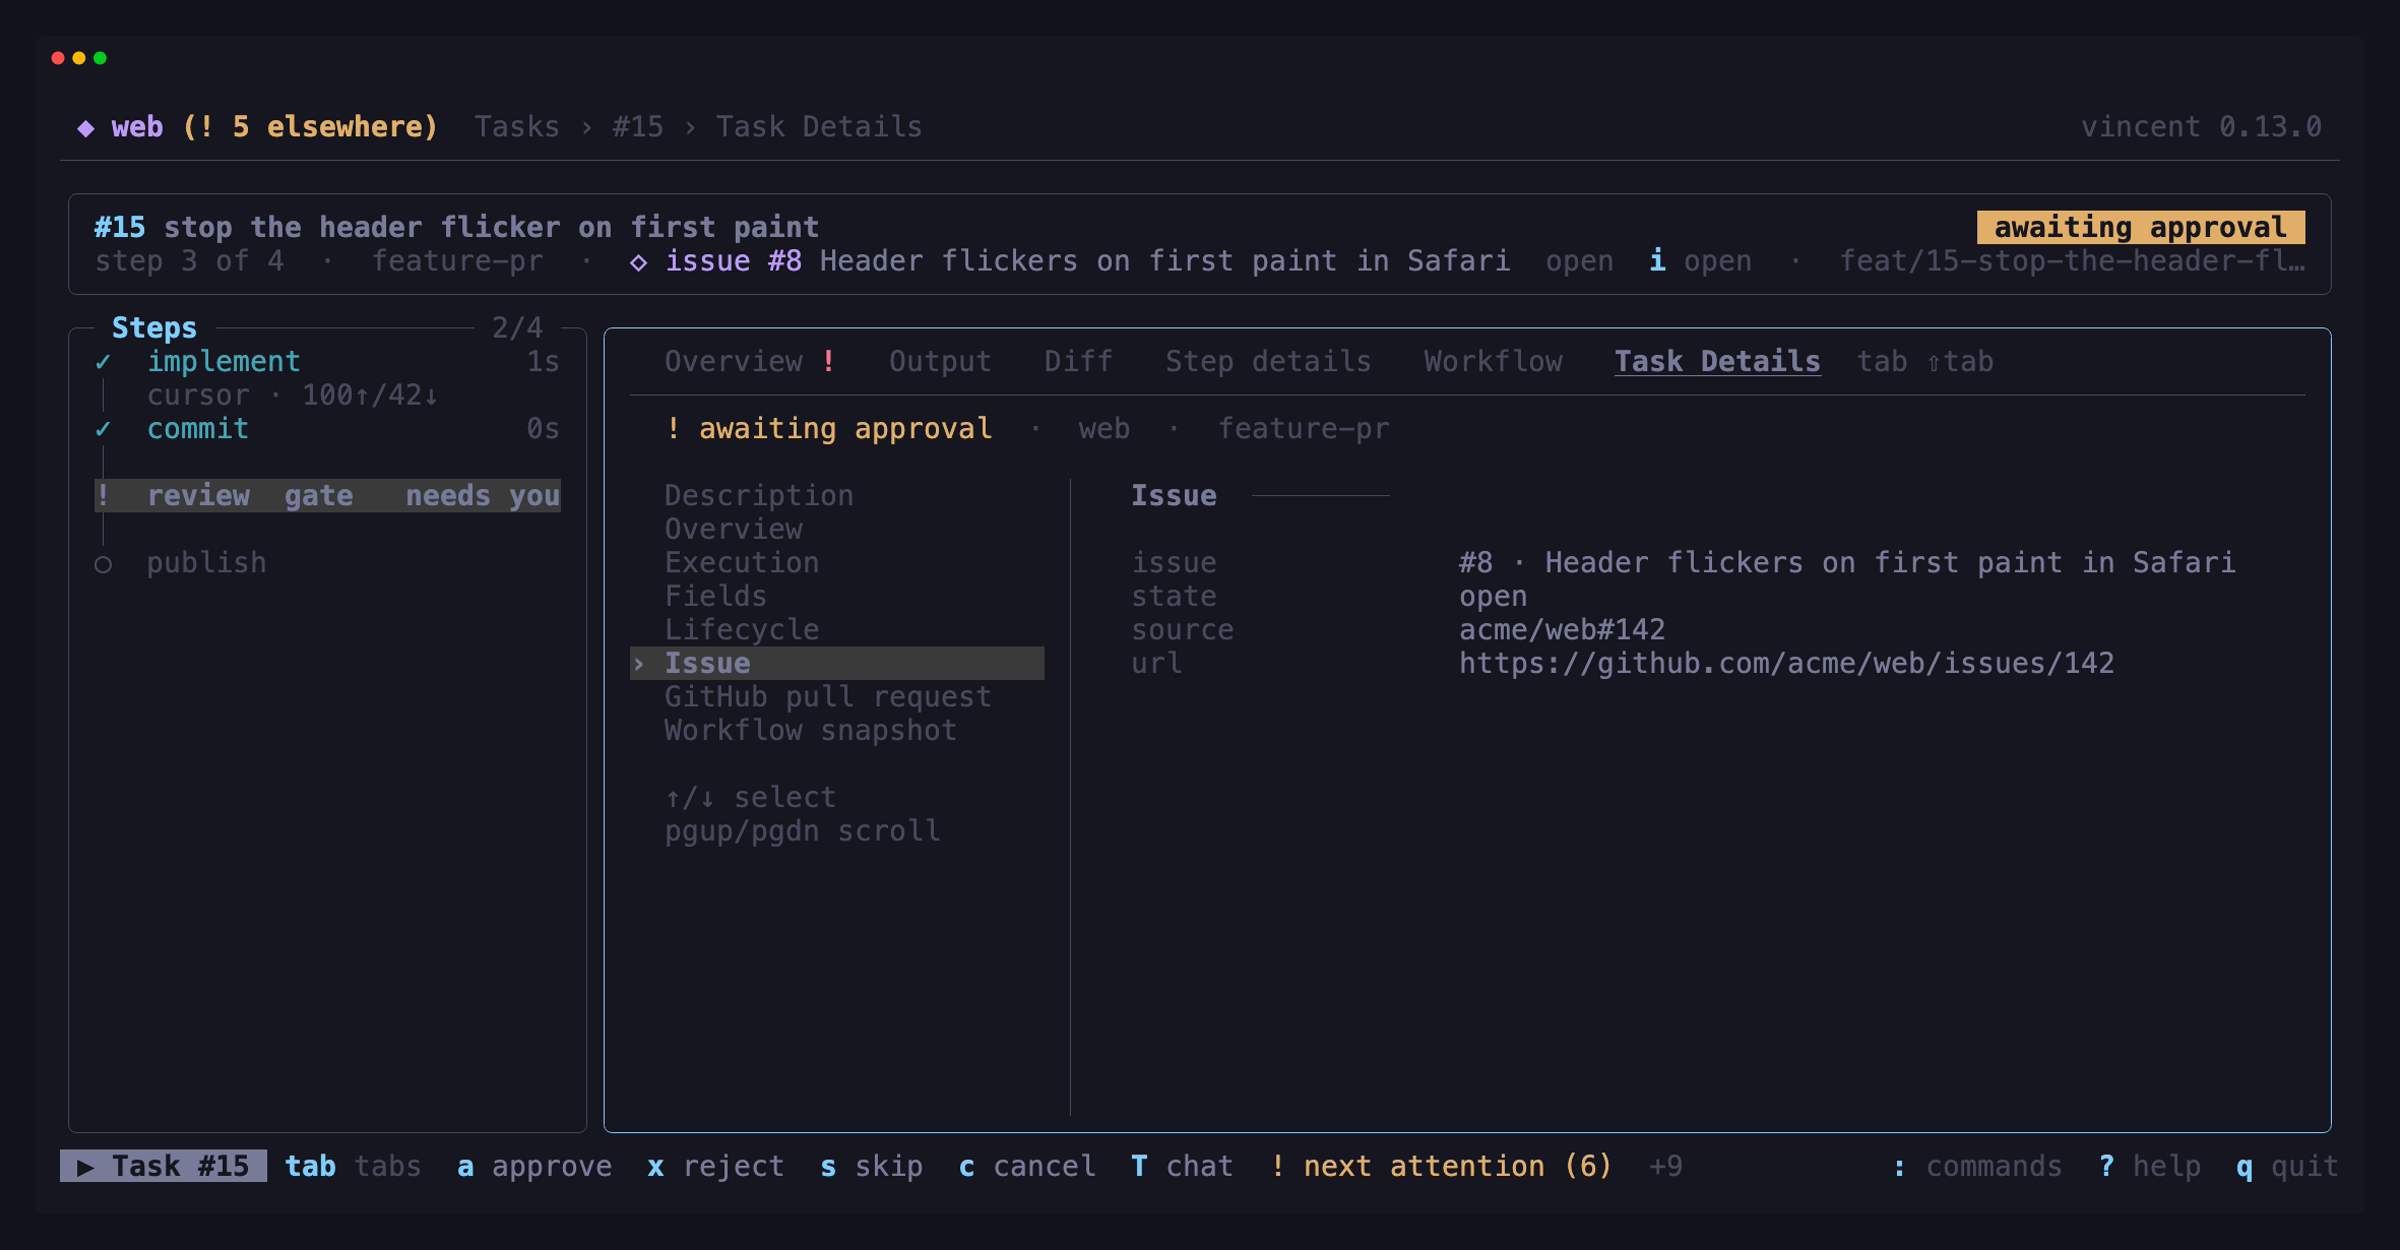 ◆ web (! 5 elsewhere)  Tasks › #15 › Task Details  vincent 0.13.0
#15 stop the header flicker on first paint  awaiting approval
step 3 of 4 · feature-pr · ◇ issue #8 Header flickers on first paint in Safari  open  i open · feat/15-stop-the-header-fl…
Steps  2/4
✓ implement  1s
cursor · 100↑/42↓
✓ commit  0s
! review  gate  needs you
○ publish
Overview !  Output  Diff  Step details  Workflow  Task Details  tab ⇧tab
! awaiting approval · web · feature-pr
Description
Overview
Execution
Fields
Lifecycle
› Issue
GitHub pull request
Workflow snapshot
↑/↓ select
pgup/pgdn scroll
Issue
issue  #8 · Header flickers on first paint in Safari
state  open
source  acme/web#142
url  https://github.com/acme/web/issues/142
▶ Task #15  tab tabs  a approve  x reject  s skip  c cancel  T chat  ! next attention (6)  +9  : commands  ? help  q quit